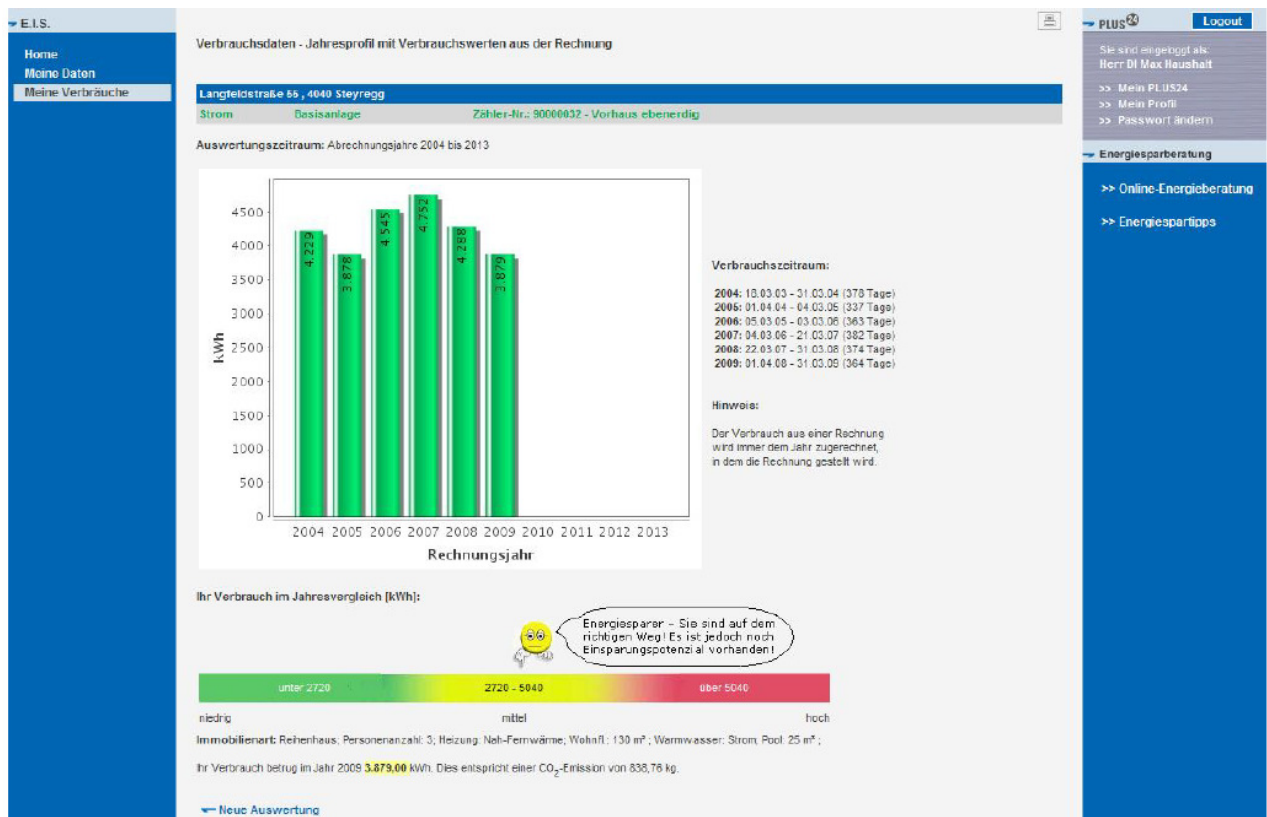 E.I.S.
Home
Meine Daten
Meine Verbräuche
Verbrauchsdaten - Jahresprofil mit Verbrauchswerten aus der Rechnung
Langfeldstraße 55 , 4040 Steyregg
Strom Basisanlage Zähler-Nr.: 90000032 - Vorhaus ebenerdig
Auswertungszeitraum: Abrechnungsjahre 2004 bis 2013
kWh
4500
4000
3500
3000
2500
2000
1500
1000
500
0
4.229
3.878
4.545
4.752
4.288
3.879
2004 2005 2006 2007 2008 2009 2010 2011 2012 2013
Rechnungsjahr
Verbrauchszeitraum:
2004: 18.03.03 - 31.03.04 (378 Tage)
2005: 01.04.04 - 04.03.05 (337 Tage)
2006: 05.03.05 - 03.03.06 (363 Tage)
2007: 04.03.06 - 21.03.07 (382 Tage)
2008: 22.03.07 - 31.03.08 (374 Tage)
2009: 01.04.08 - 31.03.09 (364 Tage)
Hinweis:
Der Verbrauch aus einer Rechnung
wird immer dem Jahr zugerechnet,
in dem die Rechnung gestellt wird.
Ihr Verbrauch im Jahresvergleich [kWh]:
Energiesparer - Sie sind auf dem
richtigen Weg! Es ist jedoch noch
Einsparungspotenzial vorhanden!
unter 2720 2720 - 5040 über 5040
niedrig mittel hoch
Immobilienart: Reihenhaus; Personenanzahl: 3; Heizung: Nah-Fernwärme; Wohnfl.: 130 m² ; Warmwasser: Strom; Pool: 25 m³ ;
Ihr Verbrauch betrug im Jahr 2009 3.879,00 kWh. Dies entspricht einer CO₂-Emission von 838,76 kg.
Neue Auswertung
PLUS24 Logout
Sie sind eingeloggt als:
Herr DI Max Haushalt
>> Mein PLUS24
>> Mein Profil
>> Passwort ändern
Energiesparberatung
>> Online-Energieberatung
>> Energiespartipps